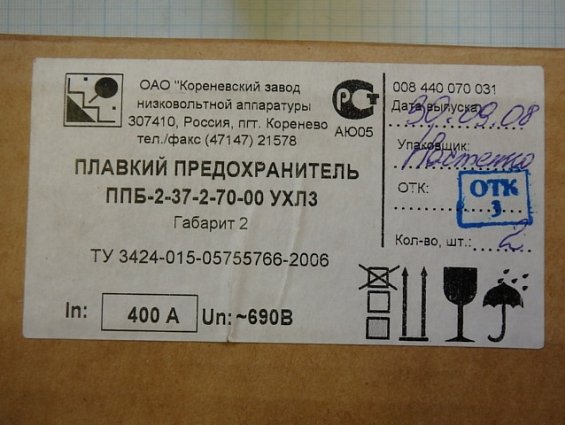 ОАО "Кореневский завод
низковольтной аппаратуры
307410, Россия, пгт. Коренево
тел./факс (47147) 21578
РСТ
АЮ05
ПЛАВКИЙ ПРЕДОХРАНИТЕЛЬ
ППБ-2-37-2-70-00 УХЛ3
Габарит 2
ТУ 3424-015-05755766-2006
In: 400 А Un: ~690В
008 440 070 031
Дата выпуска: 30.09.08
Упаковщик:
ОТК: ОТК
3
Кол-во, шт.: 2